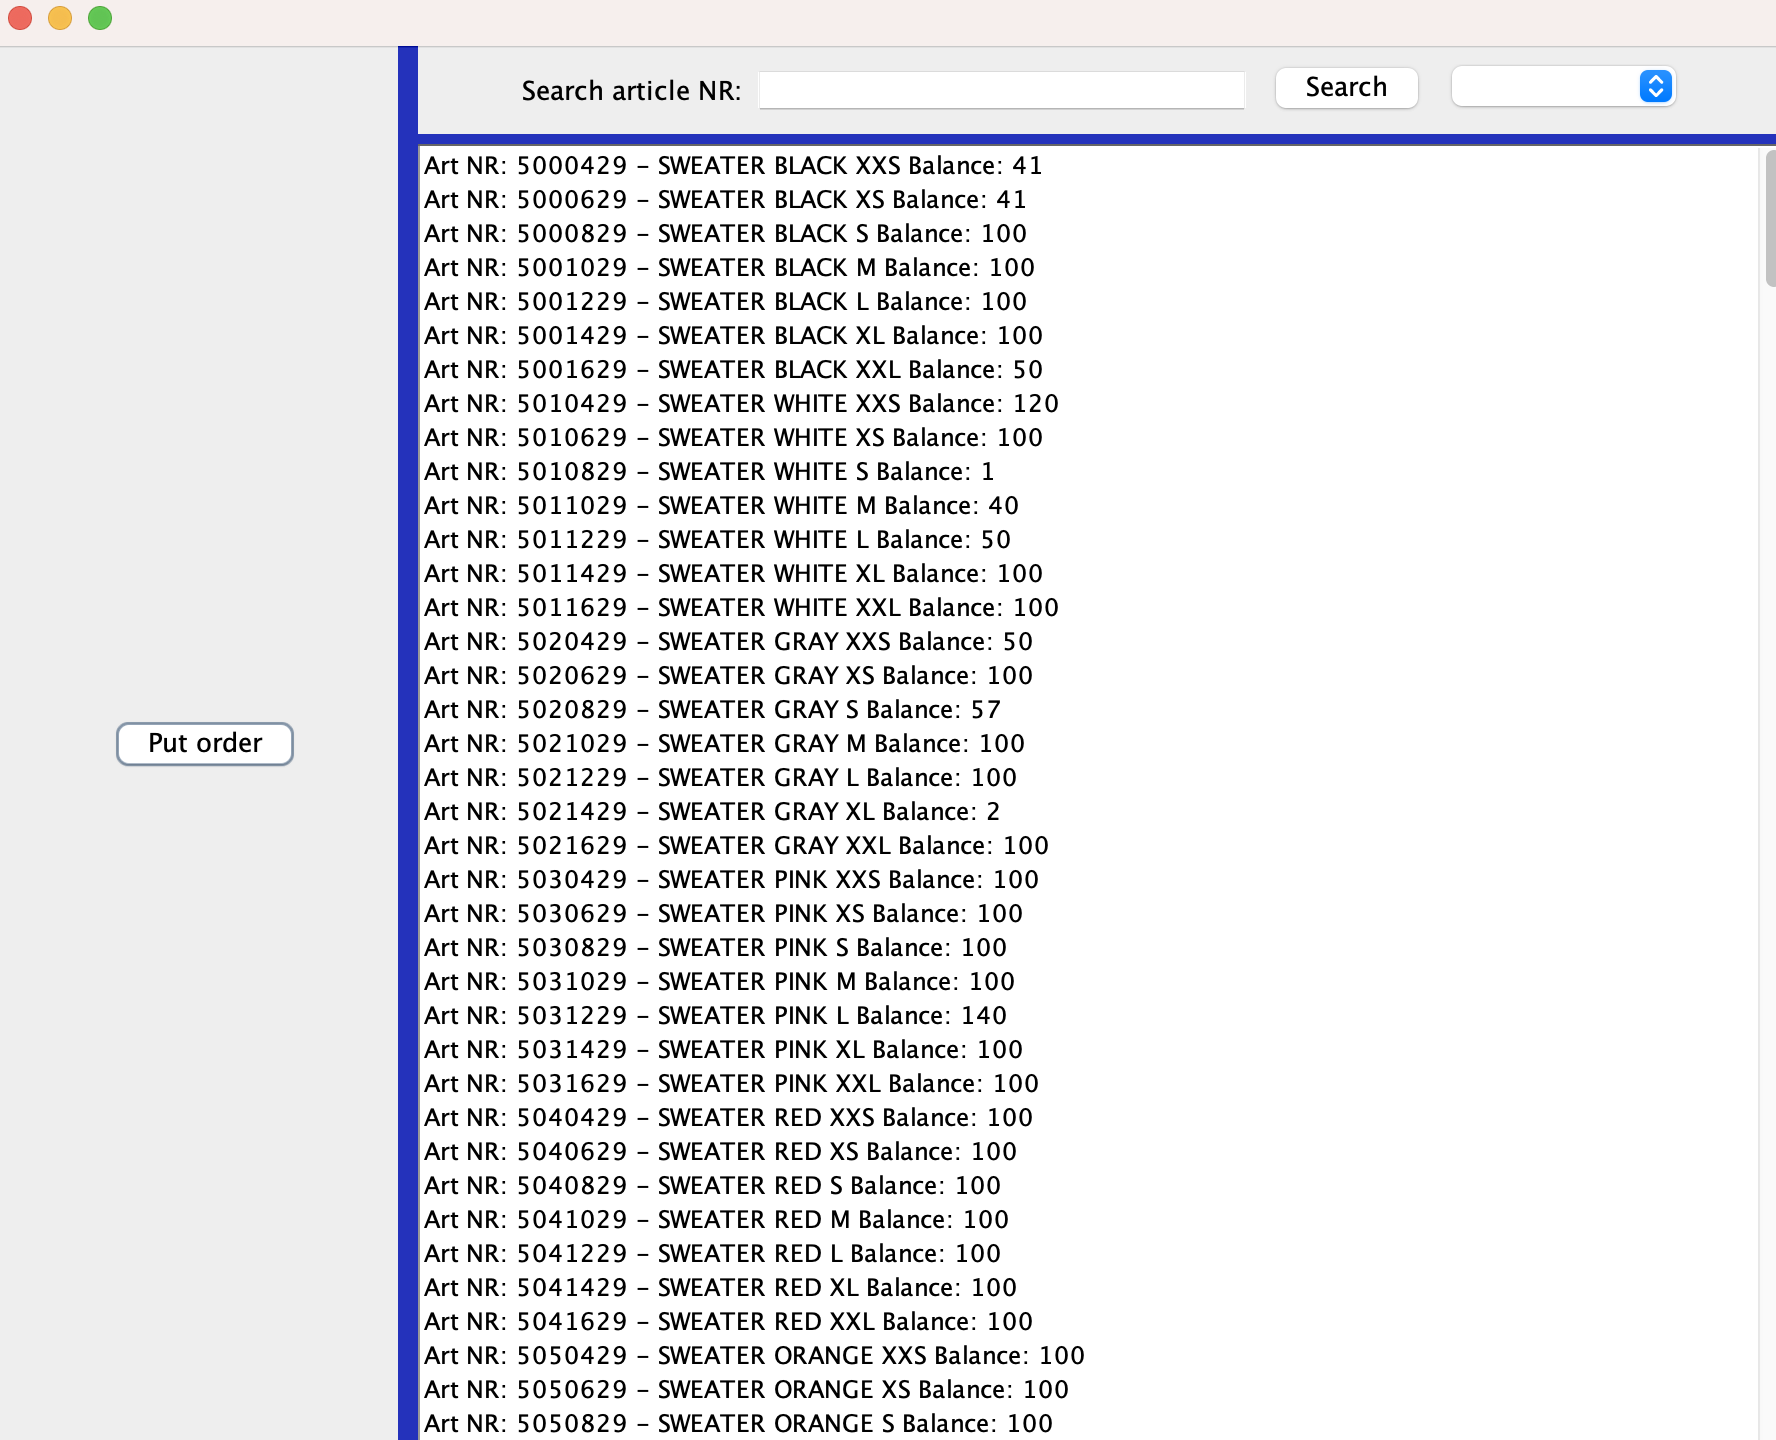 Search article NR:
Search
Put order
Art NR: 5000429 – SWEATER BLACK XXS Balance: 41
Art NR: 5000629 – SWEATER BLACK XS Balance: 41
Art NR: 5000829 – SWEATER BLACK S Balance: 100
Art NR: 5001029 – SWEATER BLACK M Balance: 100
Art NR: 5001229 – SWEATER BLACK L Balance: 100
Art NR: 5001429 – SWEATER BLACK XL Balance: 100
Art NR: 5001629 – SWEATER BLACK XXL Balance: 50
Art NR: 5010429 – SWEATER WHITE XXS Balance: 120
Art NR: 5010629 – SWEATER WHITE XS Balance: 100
Art NR: 5010829 – SWEATER WHITE S Balance: 1
Art NR: 5011029 – SWEATER WHITE M Balance: 40
Art NR: 5011229 – SWEATER WHITE L Balance: 50
Art NR: 5011429 – SWEATER WHITE XL Balance: 100
Art NR: 5011629 – SWEATER WHITE XXL Balance: 100
Art NR: 5020429 – SWEATER GRAY XXS Balance: 50
Art NR: 5020629 – SWEATER GRAY XS Balance: 100
Art NR: 5020829 – SWEATER GRAY S Balance: 57
Art NR: 5021029 – SWEATER GRAY M Balance: 100
Art NR: 5021229 – SWEATER GRAY L Balance: 100
Art NR: 5021429 – SWEATER GRAY XL Balance: 2
Art NR: 5021629 – SWEATER GRAY XXL Balance: 100
Art NR: 5030429 – SWEATER PINK XXS Balance: 100
Art NR: 5030629 – SWEATER PINK XS Balance: 100
Art NR: 5030829 – SWEATER PINK S Balance: 100
Art NR: 5031029 – SWEATER PINK M Balance: 100
Art NR: 5031229 – SWEATER PINK L Balance: 140
Art NR: 5031429 – SWEATER PINK XL Balance: 100
Art NR: 5031629 – SWEATER PINK XXL Balance: 100
Art NR: 5040429 – SWEATER RED XXS Balance: 100
Art NR: 5040629 – SWEATER RED XS Balance: 100
Art NR: 5040829 – SWEATER RED S Balance: 100
Art NR: 5041029 – SWEATER RED M Balance: 100
Art NR: 5041229 – SWEATER RED L Balance: 100
Art NR: 5041429 – SWEATER RED XL Balance: 100
Art NR: 5041629 – SWEATER RED XXL Balance: 100
Art NR: 5050429 – SWEATER ORANGE XXS Balance: 100
Art NR: 5050629 – SWEATER ORANGE XS Balance: 100
Art NR: 5050829 – SWEATER ORANGE S Balance: 100